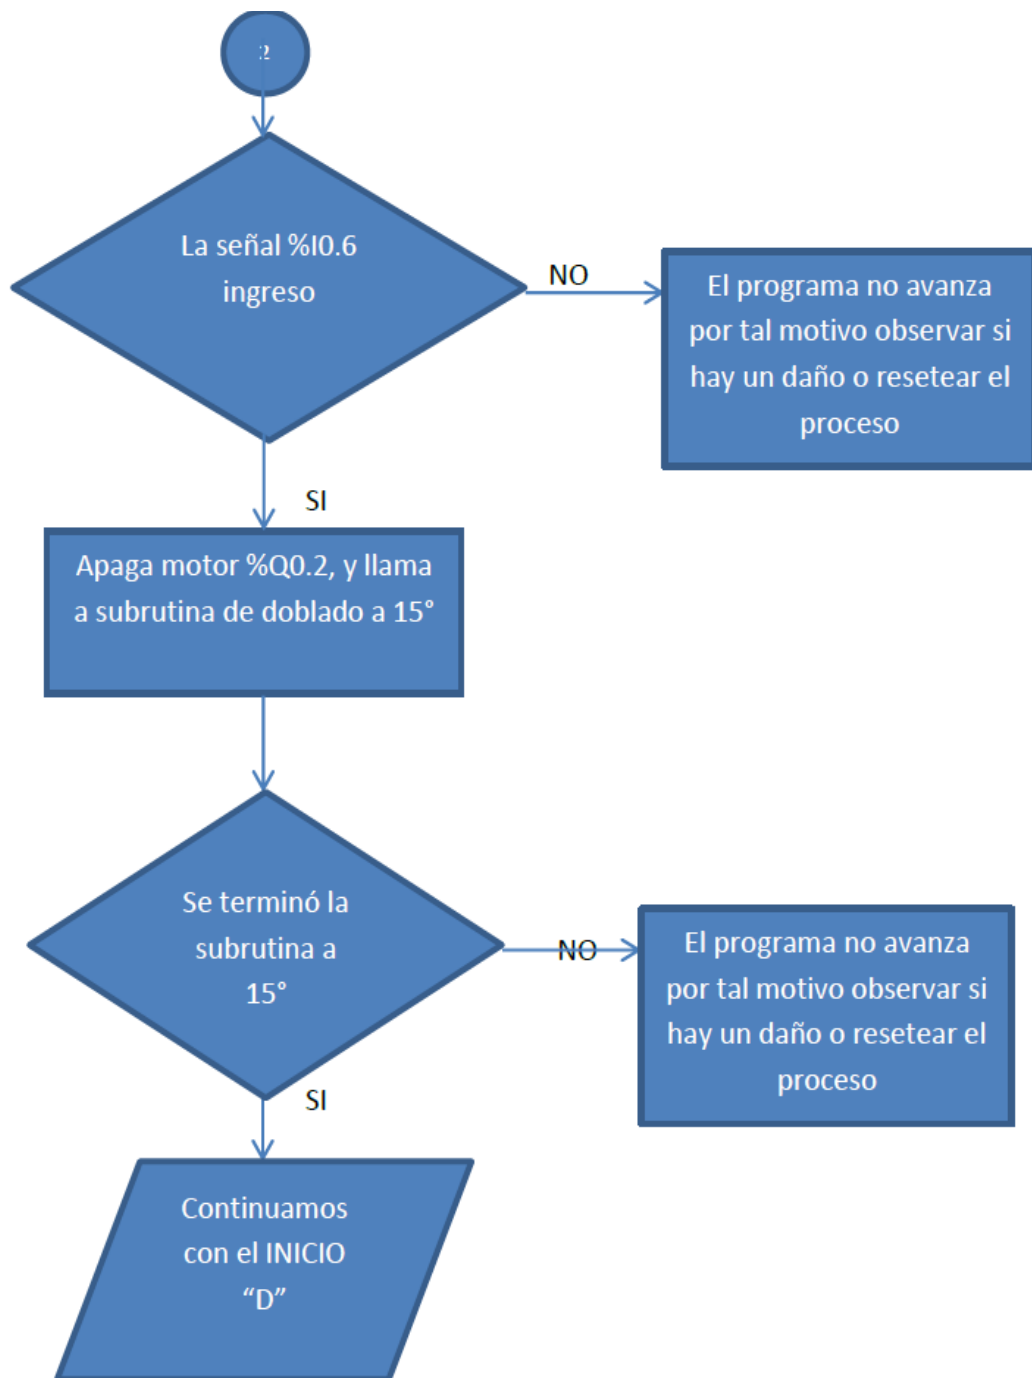 2
La señal %I0.6
ingreso
NO
El programa no avanza
por tal motivo observar si
hay un daño o resetear el
proceso
SI
Apaga motor %Q0.2, y llama
a subrutina de doblado a 15°
Se terminó la
subrutina a
15°
NO
El programa no avanza
por tal motivo observar si
hay un daño o resetear el
proceso
SI
Continuamos
con el INICIO
“D”